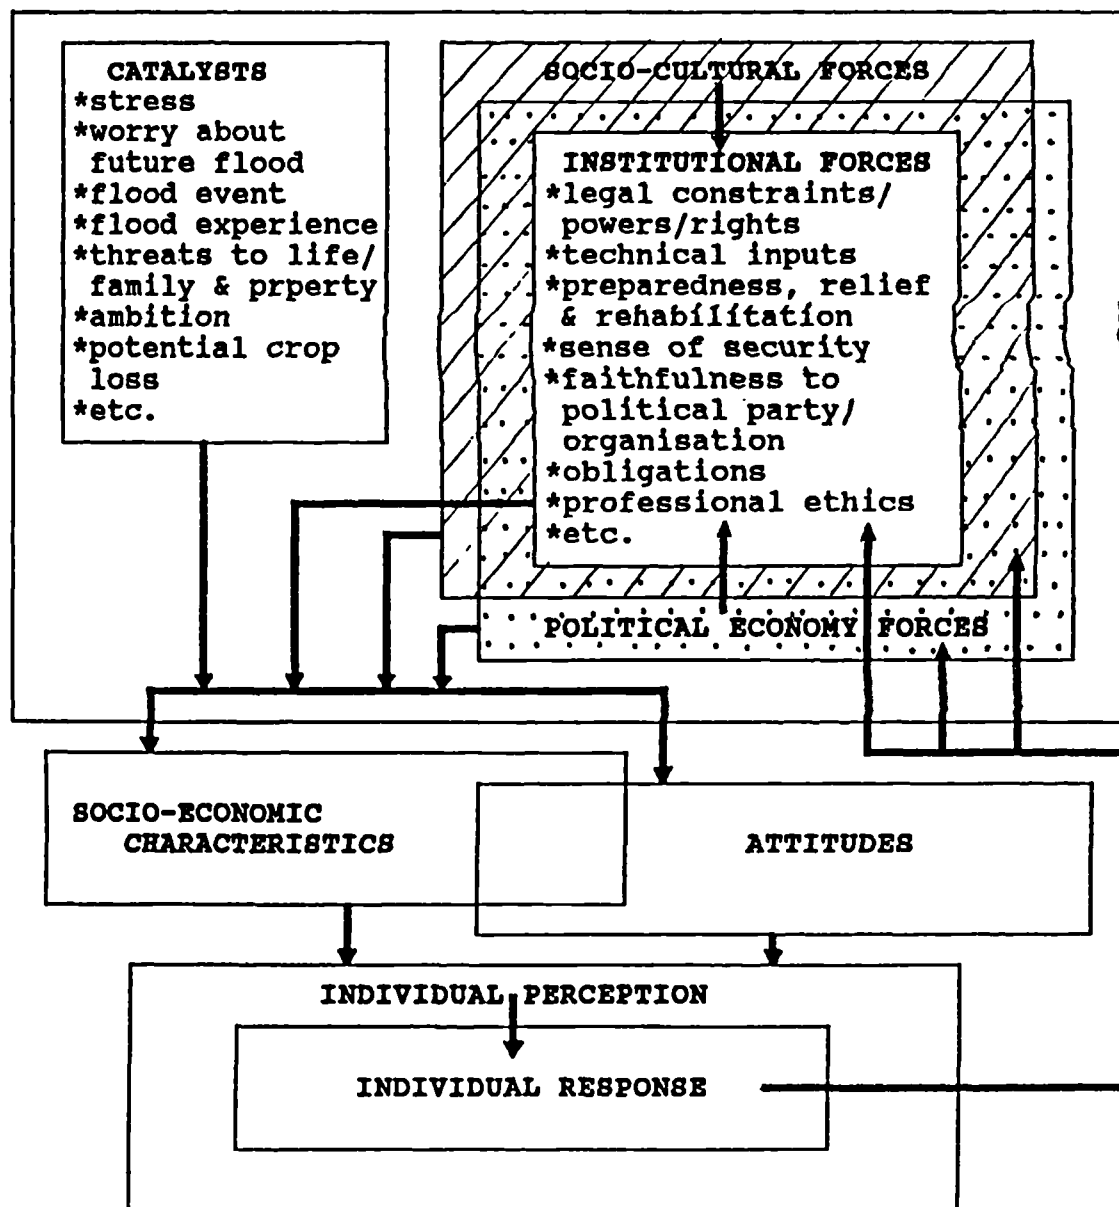 CATALYSTS
*stress
*worry about
future flood
*flood event
*flood experience
*threats to life/
family & prperty
*ambition
*potential crop
loss
*etc.
SOCIO-CULTURAL FORCES
INSTITUTIONAL FORCES
*legal constraints/
powers/rights
*technical inputs
*preparedness, relief
& rehabilitation
*sense of security
*faithfulness to
political party/
organisation
*obligations
*professional ethics
*etc.
POLITICAL ECONOMY FORCES
SOCIO-ECONOMIC
CHARACTERISTICS
ATTITUDES
INDIVIDUAL PERCEPTION
INDIVIDUAL RESPONSE